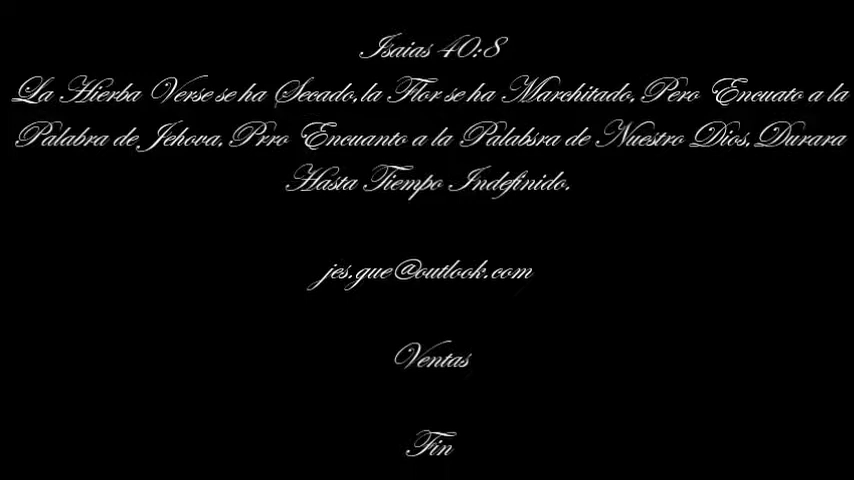 Isaias 40:8
La Hierba Verse se ha Secado, la Flor se ha Marchitado, Pero Encuato a la
Palabra de Jehova, Prro Encuanto a la Palabsra de Nuestro Dios, Durara
Hasta Tiempo Indefinido.
jes.gue@outlook.com
Ventas
Fin